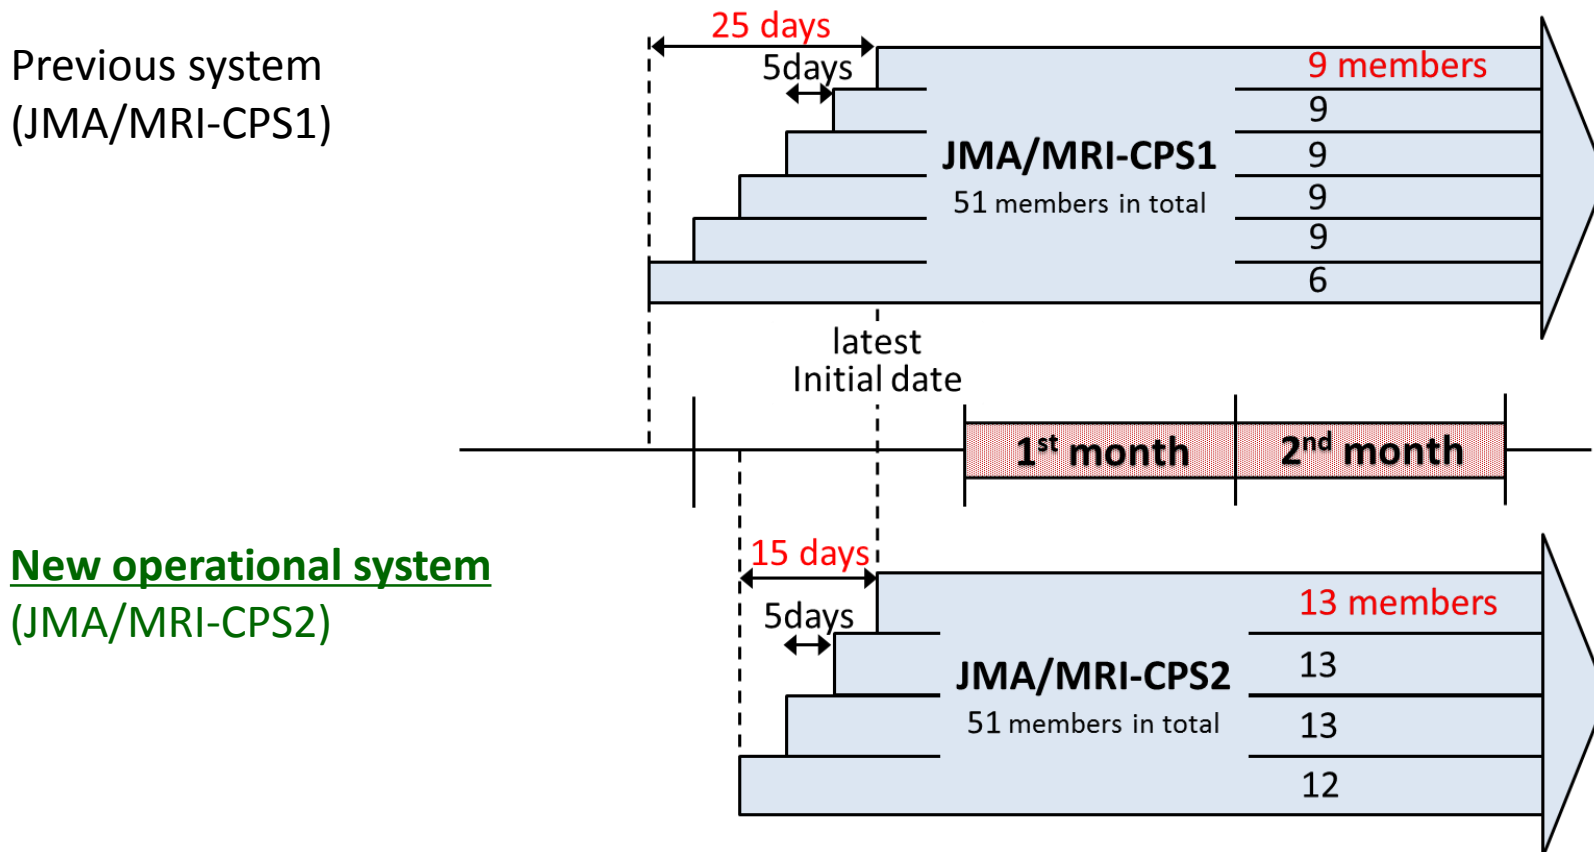 Previous system
(JMA/MRI-CPS1)
25 days
5days
9 members
9
9
9
9
6
JMA/MRI-CPS1
51 members in total
latest
Initial date
1st month
2nd month
New operational system
(JMA/MRI-CPS2)
15 days
5days
13 members
13
13
12
JMA/MRI-CPS2
51 members in total